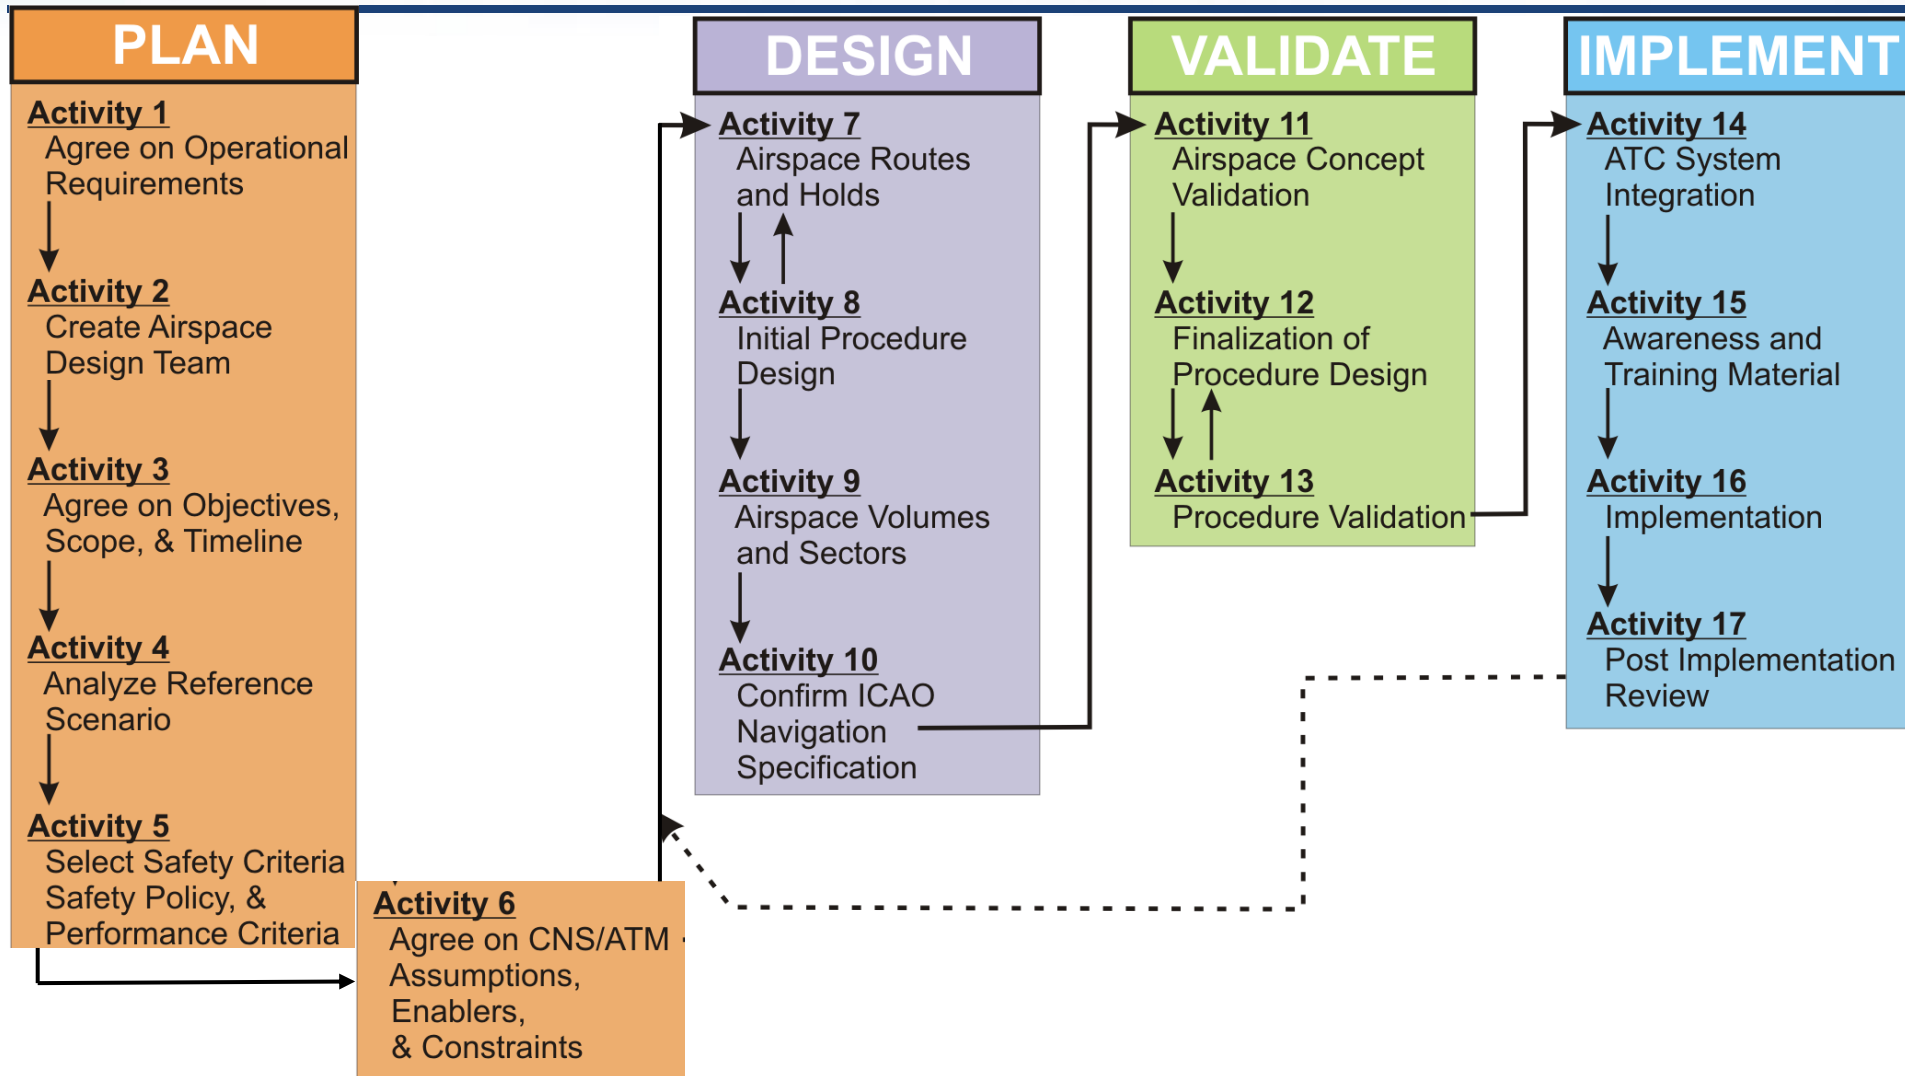 PLAN
Activity 1
Agree on Operational
Requirements
Activity 2
Create Airspace
Design Team
Activity 3
Agree on Objectives,
Scope, & Timeline
Activity 4
Analyze Reference
Scenario
Activity 5
Select Safety Criteria
Safety Policy, &
Performance Criteria
Activity 6
Agree on CNS/ATM
Assumptions,
Enablers,
& Constraints
DESIGN
Activity 7
Airspace Routes
and Holds
Activity 8
Initial Procedure
Design
Activity 9
Airspace Volumes
and Sectors
Activity 10
Confirm ICAO
Navigation
Specification
VALIDATE
Activity 11
Airspace Concept
Validation
Activity 12
Finalization of
Procedure Design
Activity 13
Procedure Validation
IMPLEMENT
Activity 14
ATC System
Integration
Activity 15
Awareness and
Training Material
Activity 16
Implementation
Activity 17
Post Implementation
Review